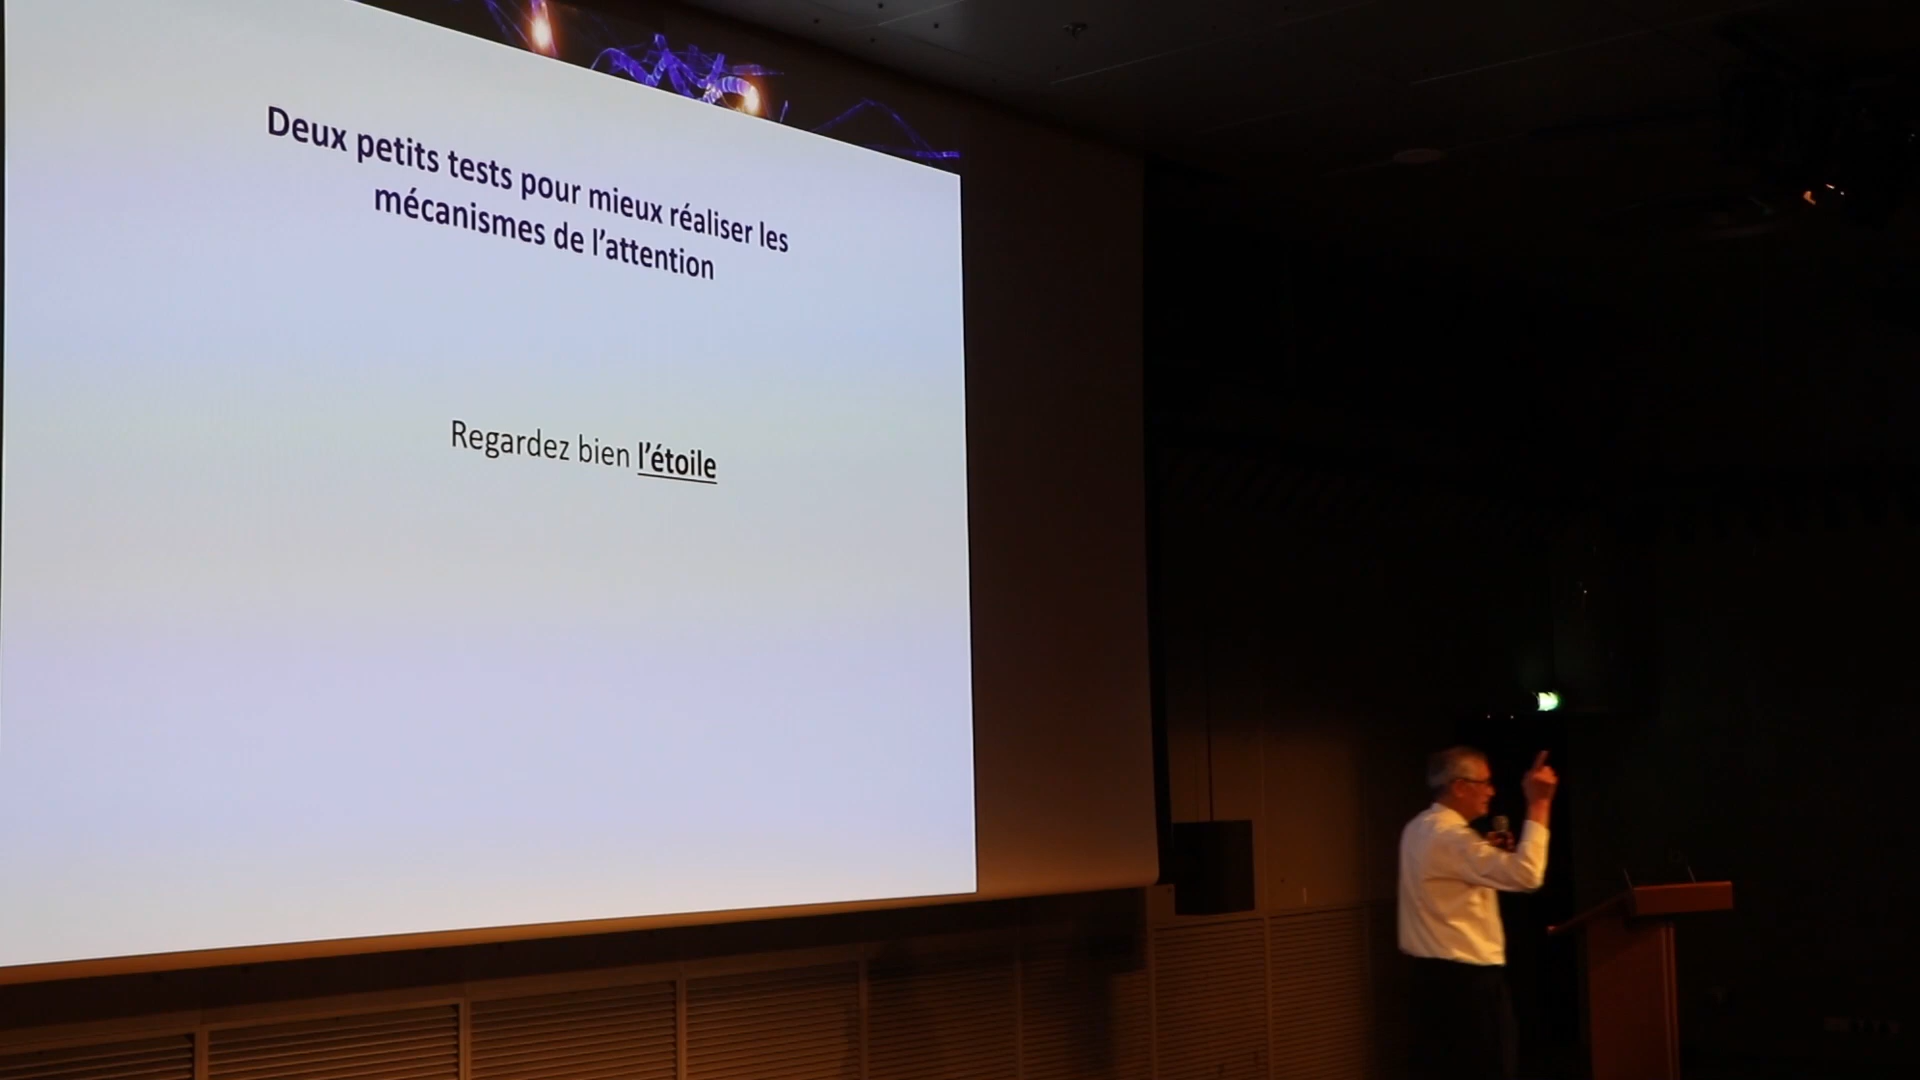 Deux petits tests pour mieux réaliser les
mécanismes de l’attention
Regardez bien l’étoile